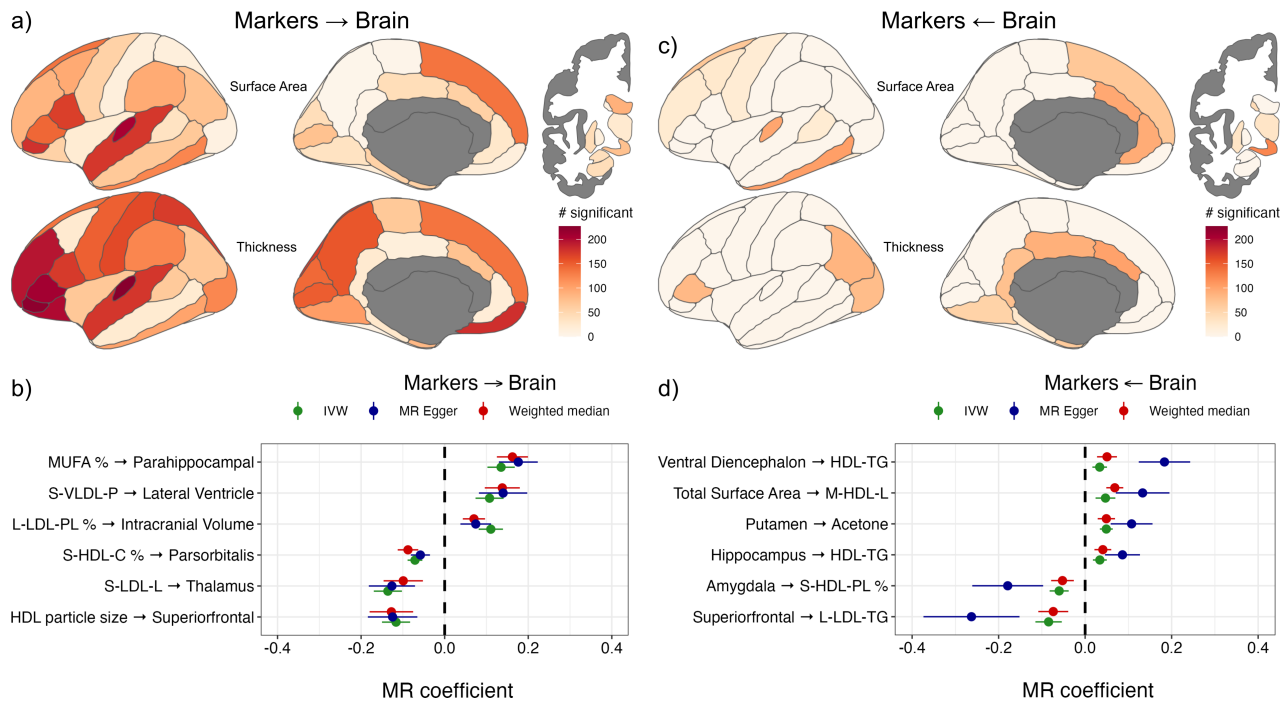 a)
Markers → Brain
Surface Area
Thickness
# significant
200
150
100
50
0
c)
Markers ← Brain
Surface Area
Thickness
# significant
200
150
100
50
0
b)
Markers → Brain
IVW MR Egger Weighted median
MUFA % → Parahippocampal
S-VLDL-P → Lateral Ventricle
L-LDL-PL % → Intracranial Volume
S-HDL-C % → Parsorbitalis
S-LDL-L → Thalamus
HDL particle size → Superiorfrontal
-0.4 -0.2 0.0 0.2 0.4
MR coefficient
d)
Markers ← Brain
IVW MR Egger Weighted median
Ventral Diencephalon → HDL-TG
Total Surface Area → M-HDL-L
Putamen → Acetone
Hippocampus → HDL-TG
Amygdala → S-HDL-PL %
Superiorfrontal → L-LDL-TG
-0.4 -0.2 0.0 0.2 0.4
MR coefficient